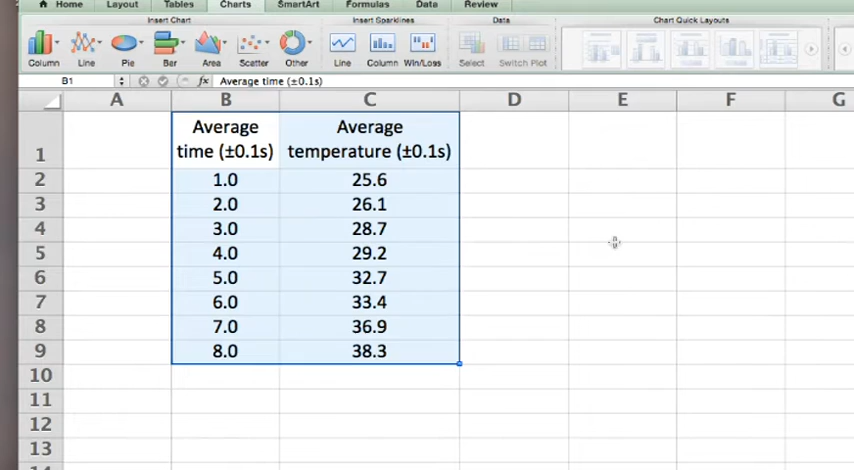 Home Layout Tables Charts SmartArt Formulas Data Review
Insert Chart Insert Sparklines Data Chart Quick Layouts
Column Line Pie Bar Area Scatter Other Line Column Win/Loss Select Switch Plot
B1 fx Average time (±0.1s)
A B C D E F G
1 Average time (±0.1s) Average temperature (±0.1s)
2 1.0 25.6
3 2.0 26.1
4 3.0 28.7
5 4.0 29.2
6 5.0 32.7
7 6.0 33.4
8 7.0 36.9
9 8.0 38.3
10
11
12
13
14